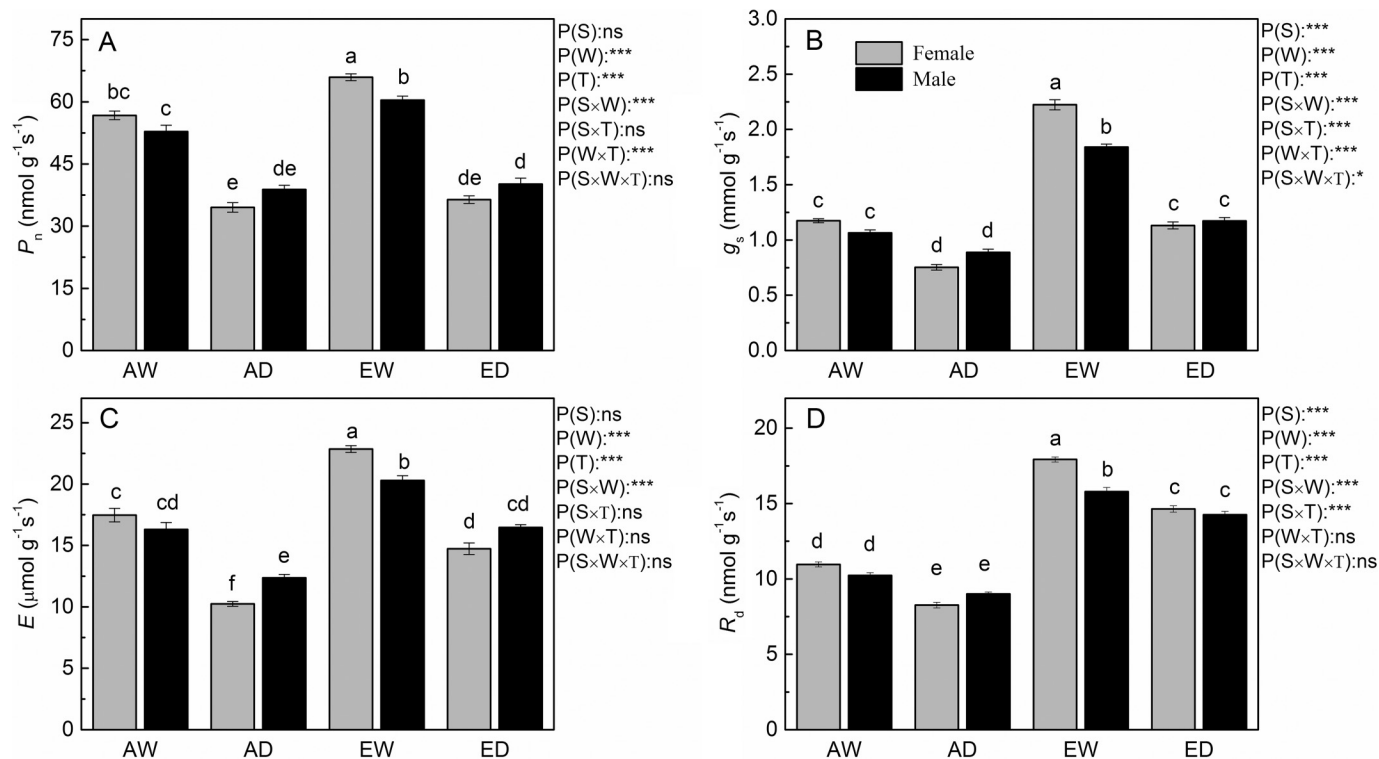 A
Pn (nmol g⁻¹s⁻¹)
75
60
45
30
15
0
bc
c
e
de
a
b
de
d
AW
AD
EW
ED
P(S):ns
P(W):***
P(T):***
P(S×W):***
P(S×T):ns
P(W×T):***
P(S×W×T):ns
B
Female
Male
gs (mmol g⁻¹s⁻¹)
3.0
2.5
2.0
1.5
1.0
0.5
0.0
c
c
d
d
a
b
c
c
AW
AD
EW
ED
P(S):***
P(W):***
P(T):***
P(S×W):***
P(S×T):***
P(W×T):***
P(S×W×T):*
C
E (μmol g⁻¹s⁻¹)
25
20
15
10
5
0
c
cd
f
e
a
b
d
cd
AW
AD
EW
ED
P(S):ns
P(W):***
P(T):***
P(S×W):***
P(S×T):ns
P(W×T):ns
P(S×W×T):ns
D
Rd (nmol g⁻¹s⁻¹)
20
15
10
5
0
d
d
e
e
a
b
c
c
AW
AD
EW
ED
P(S):***
P(W):***
P(T):***
P(S×W):***
P(S×T):***
P(W×T):ns
P(S×W×T):ns